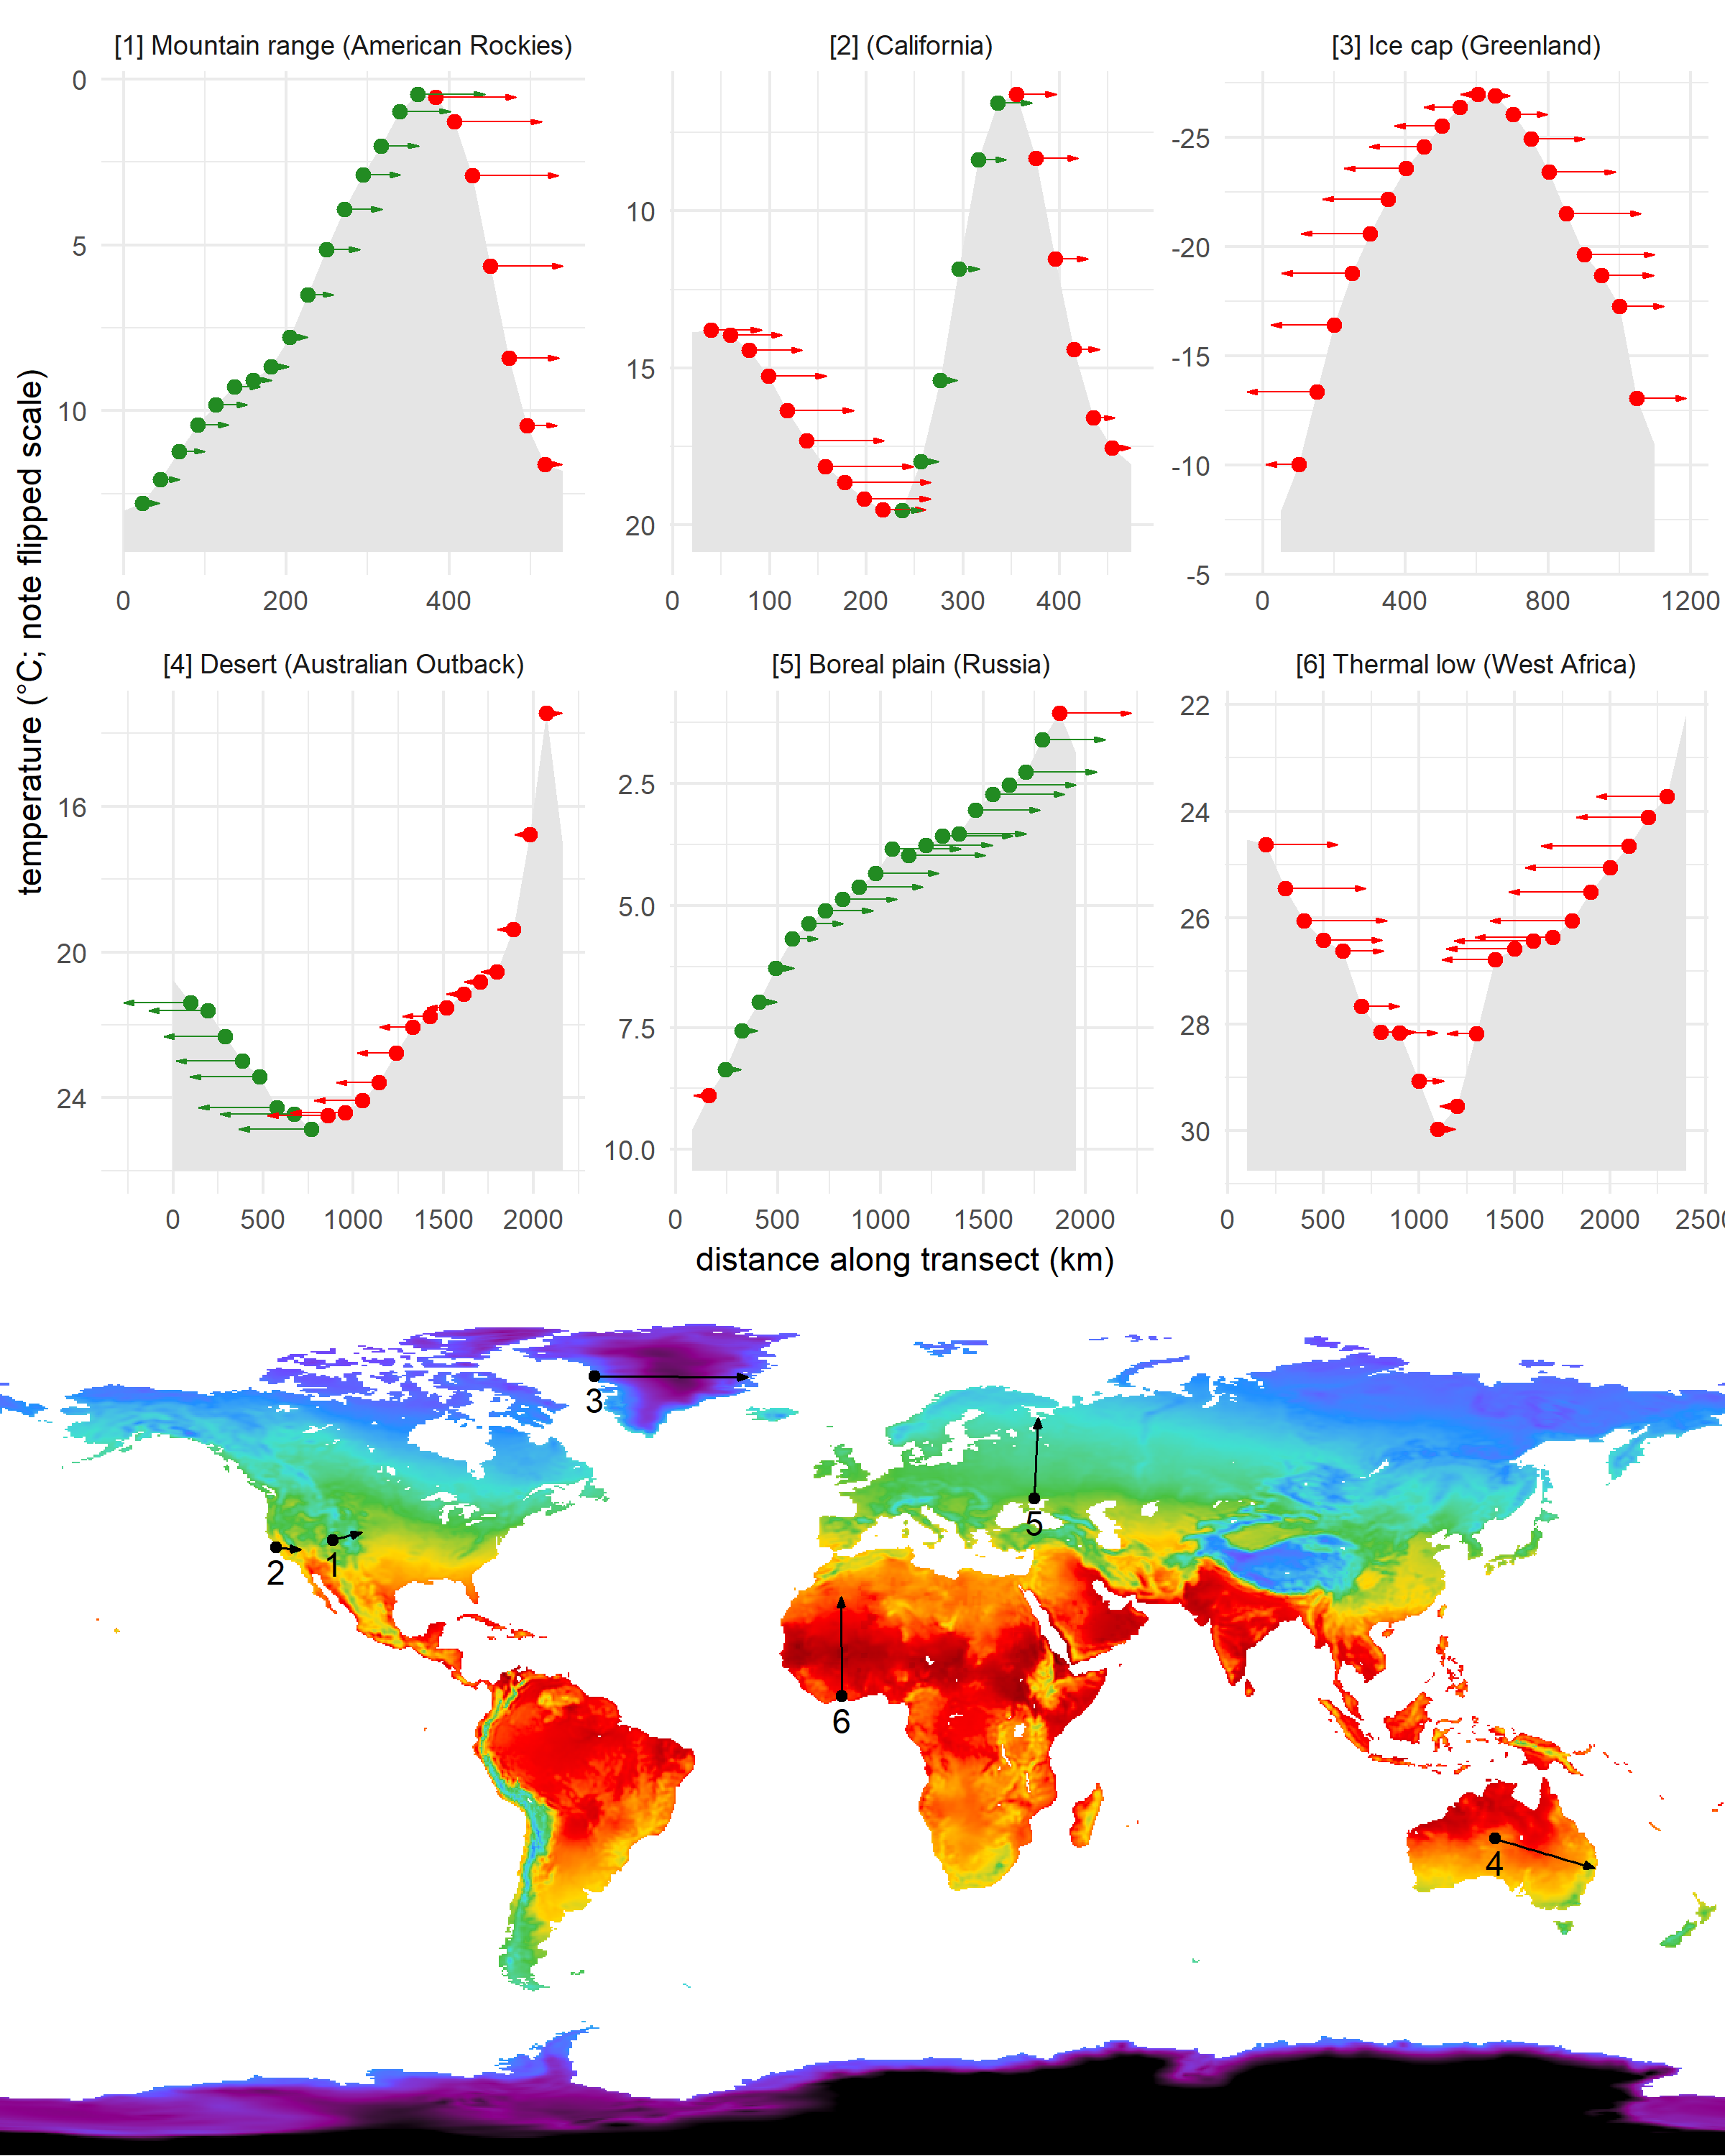 [1] Mountain range (American Rockies)
[2] (California)
[3] Ice cap (Greenland)
temperature (°C; note flipped scale)
0
5
10
0 200 400
10
15
20
0 100 200 300 400
-25
-20
-15
-10
-5
0 400 800 1200
[4] Desert (Australian Outback)
[5] Boreal plain (Russia)
[6] Thermal low (West Africa)
16
20
24
0 500 1000 1500 2000
2.5
5.0
7.5
10.0
0 500 1000 1500 2000
22
24
26
28
30
0 500 1000 1500 2000 2500
distance along transect (km)
3
5
2 1
6
4